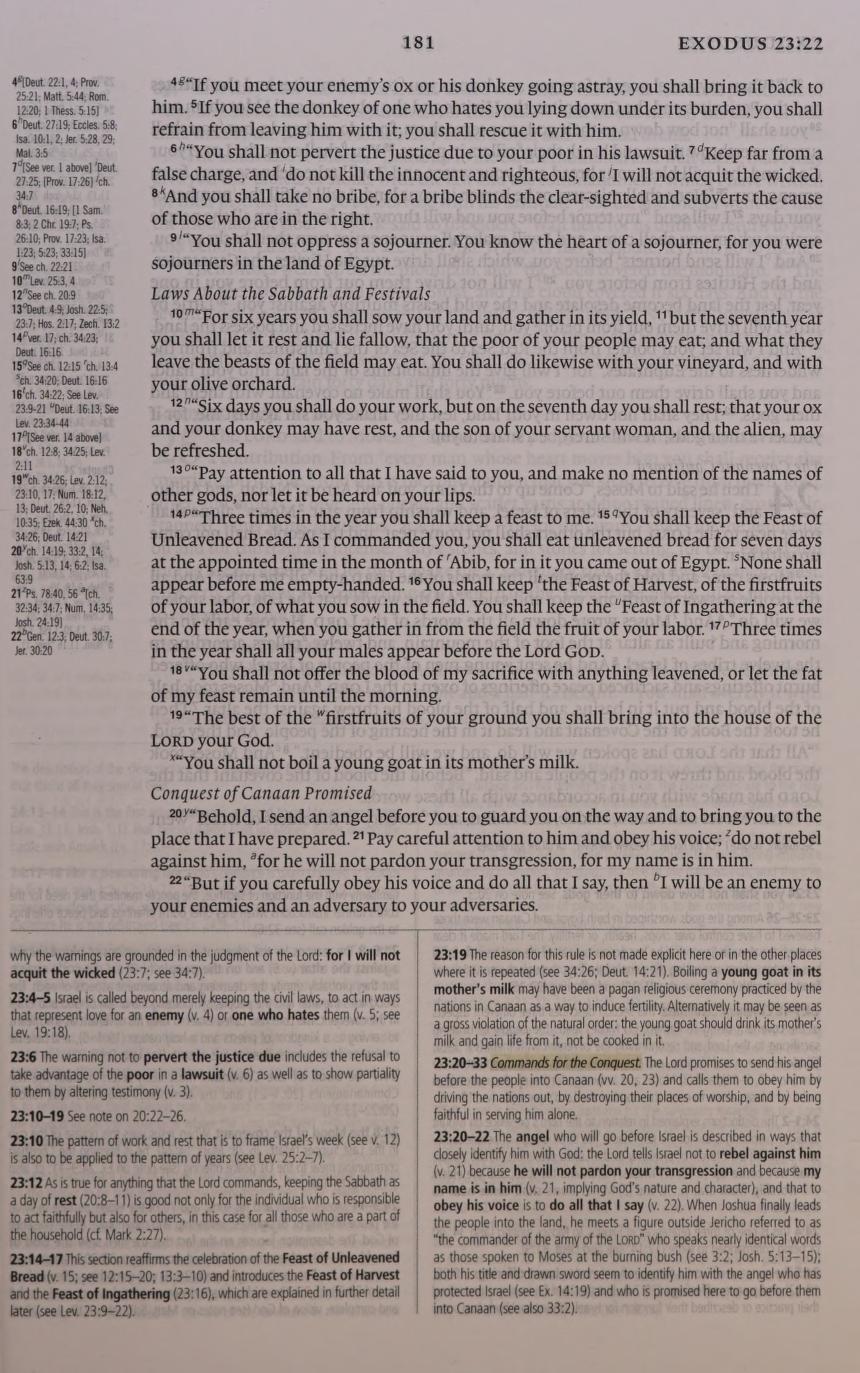 181 EXODUS 23:22
4g[Deut. 22:1, 4; Prov.
25:21; Matt. 5:44; Rom.
12:20; 1 Thess. 5:15]
6hDeut. 27:19; Eccles. 5:8;
Isa. 10:1, 2; Jer. 5:28, 29;
Mal. 3:5
7d[See ver. 1 above] iDeut.
27:25; [Prov. 17:26] jch.
34:7
8kDeut. 16:19; [1 Sam.
8:3; 2 Chr. 19:7; Ps.
26:10; Prov. 17:23; Isa.
1:23; 5:23; 33:15]
9lSee ch. 22:21
10mLev. 25:3, 4
12nSee ch. 20:9
13oDeut. 4:9; Josh. 22:5;
23:7; Hos. 2:17; Zech. 13:2
14pver. 17; ch. 34:23;
Deut. 16:16
15qSee ch. 12:15 rch. 13:4
sch. 34:20; Deut. 16:16
16tch. 34:22; See Lev.
23:9-21 uDeut. 16:13; See
Lev. 23:34-44
17p[See ver. 14 above]
18vch. 12:8; 34:25; Lev.
2:11
19wch. 34:26; Lev. 2:12;
23:10, 17; Num. 18:12,
13; Deut. 26:2, 10; Neh.
10:35; Ezek. 44:30 xch.
34:26; Deut. 14:21
20ych. 14:19; 33:2, 14;
Josh. 5:13, 14; 6:2; Isa.
63:9
21zPs. 78:40, 56 a[ch.
32:34; 34:7; Num. 14:35;
Josh. 24:19]
22bGen. 12:3; Deut. 30:7;
Jer. 30:20
4g“If you meet your enemy’s ox or his donkey going astray, you shall bring it back to
him. 5If you see the donkey of one who hates you lying down under its burden, you shall
refrain from leaving him with it; you shall rescue it with him.
6h“You shall not pervert the justice due to your poor in his lawsuit. 7dKeep far from a
false charge, and ido not kill the innocent and righteous, for jI will not acquit the wicked.
8kAnd you shall take no bribe, for a bribe blinds the clear-sighted and subverts the cause
of those who are in the right.
9l“You shall not oppress a sojourner. You know the heart of a sojourner, for you were
sojourners in the land of Egypt.
Laws About the Sabbath and Festivals
10m“For six years you shall sow your land and gather in its yield, 11but the seventh year
you shall let it rest and lie fallow, that the poor of your people may eat; and what they
leave the beasts of the field may eat. You shall do likewise with your vineyard, and with
your olive orchard.
12n“Six days you shall do your work, but on the seventh day you shall rest; that your ox
and your donkey may have rest, and the son of your servant woman, and the alien, may
be refreshed.
13o“Pay attention to all that I have said to you, and make no mention of the names of
other gods, nor let it be heard on your lips.
14p“Three times in the year you shall keep a feast to me. 15qYou shall keep the Feast of
Unleavened Bread. As I commanded you, you shall eat unleavened bread for seven days
at the appointed time in the month of rAbib, for in it you came out of Egypt. sNone shall
appear before me empty-handed. 16You shall keep tthe Feast of Harvest, of the firstfruits
of your labor, of what you sow in the field. You shall keep the uFeast of Ingathering at the
end of the year, when you gather in from the field the fruit of your labor. 17pThree times
in the year shall all your males appear before the Lord GOD.
18v“You shall not offer the blood of my sacrifice with anything leavened, or let the fat
of my feast remain until the morning.
19“The best of the wfirstfruits of your ground you shall bring into the house of the
LORD your God.
x“You shall not boil a young goat in its mother’s milk.
Conquest of Canaan Promised
20y“Behold, I send an angel before you to guard you on the way and to bring you to the
place that I have prepared. 21Pay careful attention to him and obey his voice; zdo not rebel
against him, afor he will not pardon your transgression, for my name is in him.
22“But if you carefully obey his voice and do all that I say, then bI will be an enemy to
your enemies and an adversary to your adversaries.
why the warnings are grounded in the judgment of the Lord: for I will not
acquit the wicked (23:7; see 34:7).
23:4–5 Israel is called beyond merely keeping the civil laws, to act in ways
that represent love for an enemy (v. 4) or one who hates them (v. 5; see
Lev. 19:18).
23:6 The warning not to pervert the justice due includes the refusal to
take advantage of the poor in a lawsuit (v. 6) as well as to show partiality
to them by altering testimony (v. 3).
23:10–19 See note on 20:22–26.
23:10 The pattern of work and rest that is to frame Israel’s week (see v. 12)
is also to be applied to the pattern of years (see Lev. 25:2–7).
23:12 As is true for anything that the Lord commands, keeping the Sabbath as
a day of rest (20:8–11) is good not only for the individual who is responsible
to act faithfully but also for others, in this case for all those who are a part of
the household (cf. Mark 2:27).
23:14–17 This section reaffirms the celebration of the Feast of Unleavened
Bread (v. 15; see 12:15–20; 13:3–10) and introduces the Feast of Harvest
and the Feast of Ingathering (23:16), which are explained in further detail
later (see Lev. 23:9–22).
23:19 The reason for this rule is not made explicit here or in the other places
where it is repeated (see 34:26; Deut. 14:21). Boiling a young goat in its
mother’s milk may have been a pagan religious ceremony practiced by the
nations in Canaan as a way to induce fertility. Alternatively it may be seen as
a gross violation of the natural order: the young goat should drink its mother’s
milk and gain life from it, not be cooked in it.
23:20–33 Commands for the Conquest. The Lord promises to send his angel
before the people into Canaan (vv. 20, 23) and calls them to obey him by
driving the nations out, by destroying their places of worship, and by being
faithful in serving him alone.
23:20–22 The angel who will go before Israel is described in ways that
closely identify him with God: the Lord tells Israel not to rebel against him
(v. 21) because he will not pardon your transgression and because my
name is in him (v. 21, implying God’s nature and character), and that to
obey his voice is to do all that I say (v. 22). When Joshua finally leads
the people into the land, he meets a figure outside Jericho referred to as
“the commander of the army of the LORD” who speaks nearly identical words
as those spoken to Moses at the burning bush (see 3:2; Josh. 5:13–15);
both his title and drawn sword seem to identify him with the angel who has
protected Israel (see Ex. 14:19) and who is promised here to go before them
into Canaan (see also 33:2).